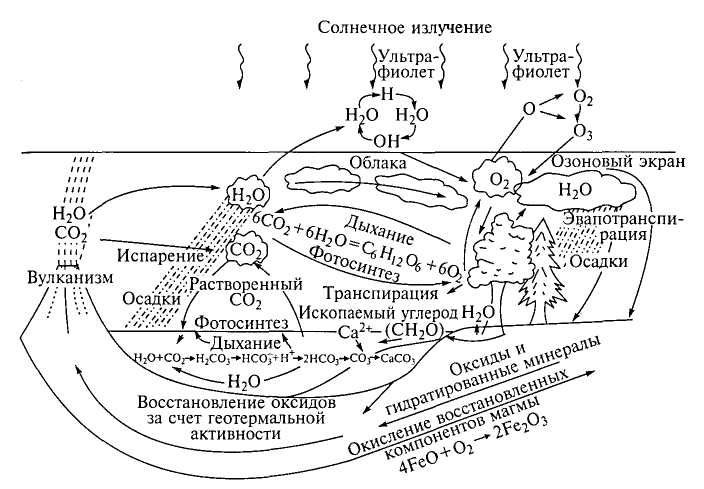 Солнечное излучение
Ультра-
фиолет
Ультра-
фиолет
H
H₂O
H₂O
OH
O
O₂
O₃
Облака
Озоновый экран
H₂O
O₂
H₂O
H₂O
CO₂
6CO₂+6H₂O=C₆H₁₂O₆+6O₂
Дыхание
Фотосинтез
Эвапотранспи-
рация
Испарение
CO₂
Осадки
Вулканизм
Растворенный
CO₂
Осадки
Транспирация
Ископаемый углерод
H₂O
Фотосинтез
Ca²⁺
(CH₂O)
Дыхание
H₂O+CO₂→H₂CO₃→HCO₃⁻+H⁺→2HCO₃→CO₃→CaCO₃
H₂O
Оксиды и
гидратированные минералы
Восстановление оксидов
за счет геотермальной
активности
Окисление восстановленных
компонентов магмы
4FeO+O₂→2Fe₂O₃